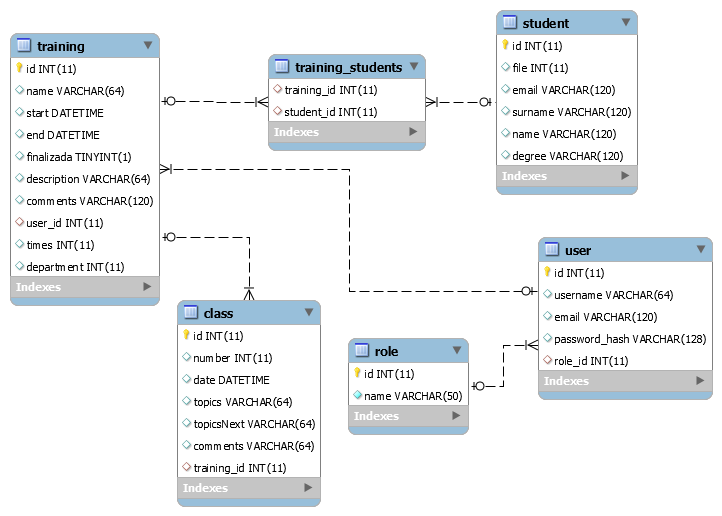 training
id INT(11)
name VARCHAR(64)
start DATETIME
end DATETIME
finalizada TINYINT(1)
description VARCHAR(64)
comments VARCHAR(120)
user_id INT(11)
times INT(11)
department INT(11)
Indexes
training_students
training_id INT(11)
student_id INT(11)
Indexes
student
id INT(11)
file INT(11)
email VARCHAR(120)
surname VARCHAR(120)
name VARCHAR(120)
degree VARCHAR(120)
Indexes
class
id INT(11)
number INT(11)
date DATETIME
topics VARCHAR(64)
topicsNext VARCHAR(64)
comments VARCHAR(64)
training_id INT(11)
Indexes
role
id INT(11)
name VARCHAR(50)
Indexes
user
id INT(11)
username VARCHAR(64)
email VARCHAR(120)
password_hash VARCHAR(128)
role_id INT(11)
Indexes